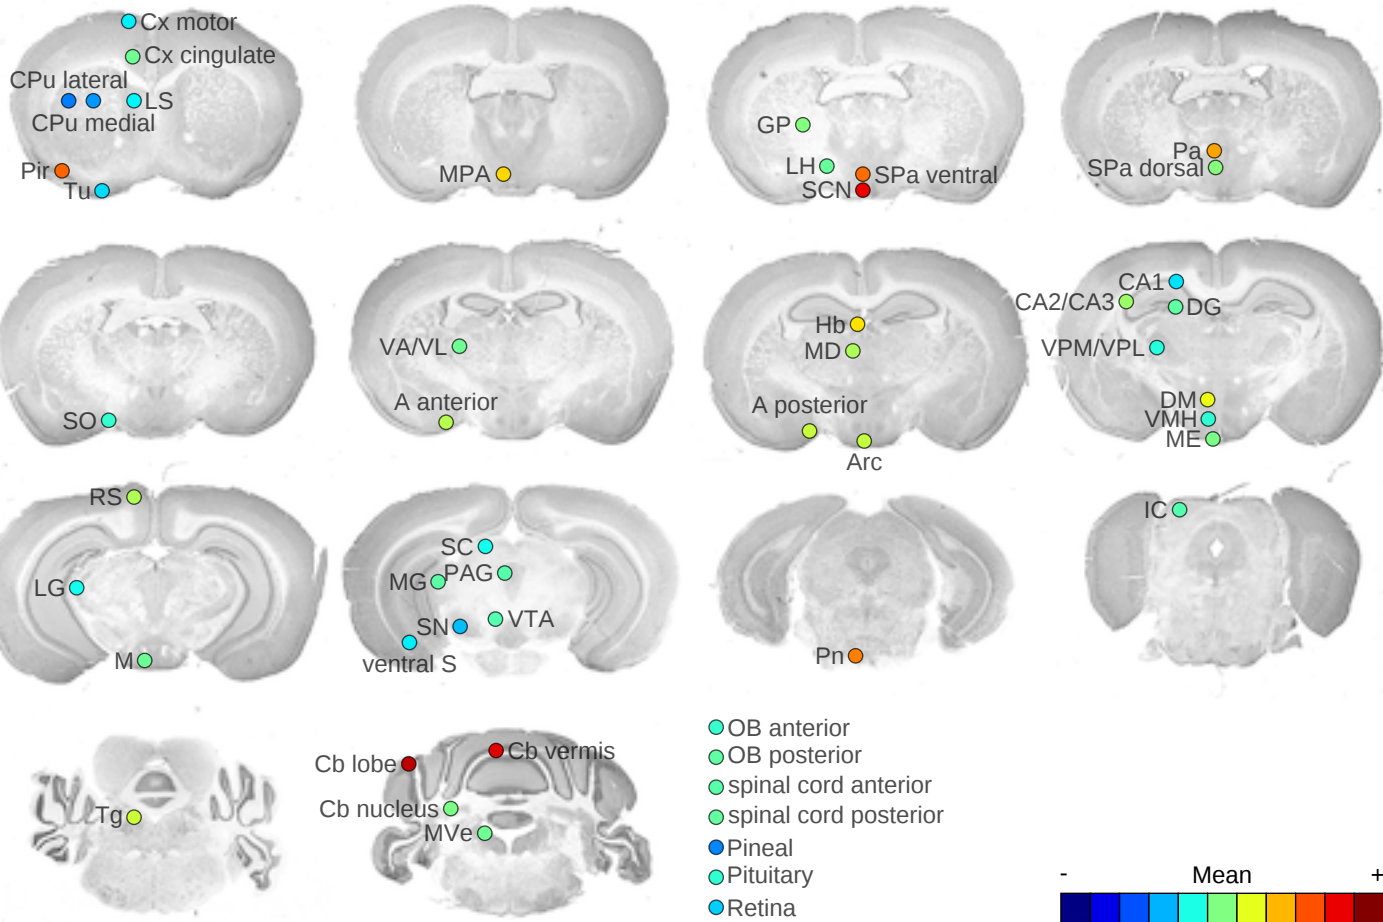 Cx motor
Cx cingulate
CPu lateral
LS
CPu medial
Pir
Tu
MPA
GP
LH
SPa ventral
SCN
Pa
SPa dorsal
SO
VA/VL
A anterior
Hb
MD
A posterior
Arc
CA1
CA2/CA3
DG
VPM/VPL
DM
VMH
ME
RS
LG
M
SC
MG
PAG
SN
VTA
ventral S
Pn
IC
Tg
Cb lobe
Cb vermis
Cb nucleus
MVe
OB anterior
OB posterior
spinal cord anterior
spinal cord posterior
Pineal
Pituitary
Retina
- Mean +